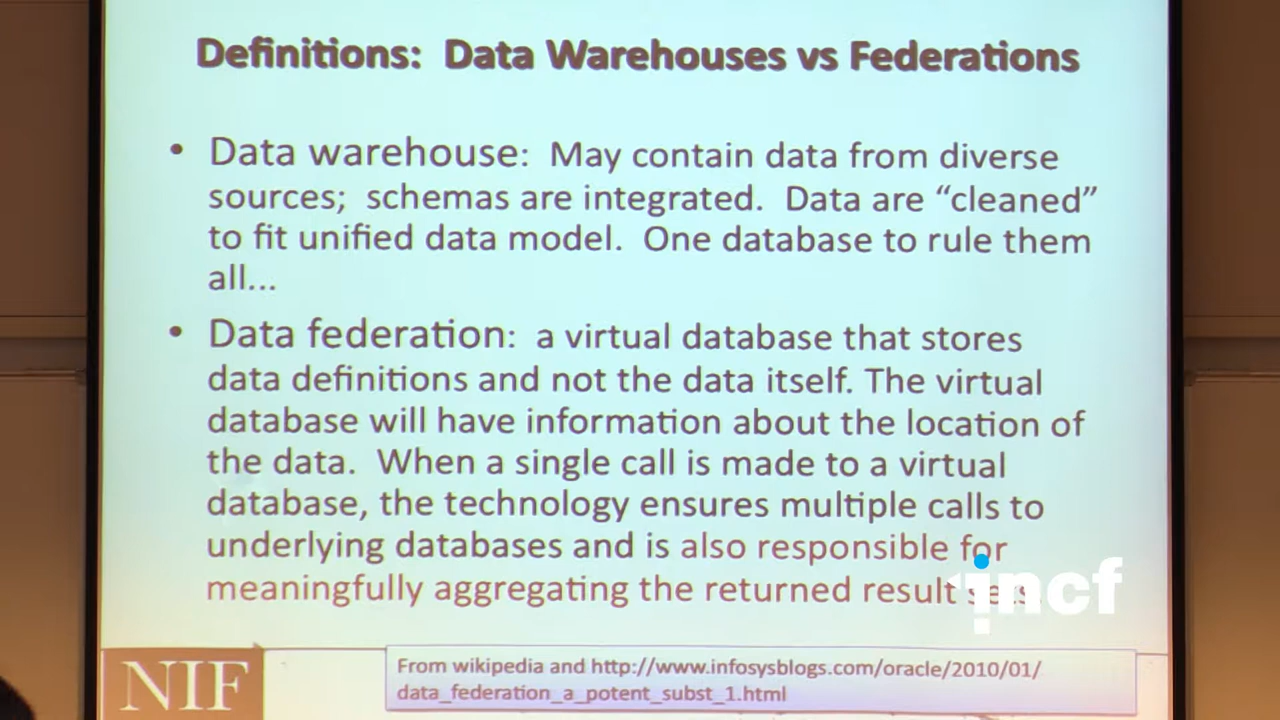 Definitions: Data Warehouses vs Federations
• Data warehouse: May contain data from diverse
sources; schemas are integrated. Data are “cleaned”
to fit unified data model. One database to rule them
all...
• Data federation: a virtual database that stores
data definitions and not the data itself. The virtual
database will have information about the location of
the data. When a single call is made to a virtual
database, the technology ensures multiple calls to
underlying databases and is also responsible for
meaningfully aggregating the returned result sets
incf
NIF
From wikipedia and http://www.infosysblogs.com/oracle/2010/01/
data_federation_a_potent_subst_1.html